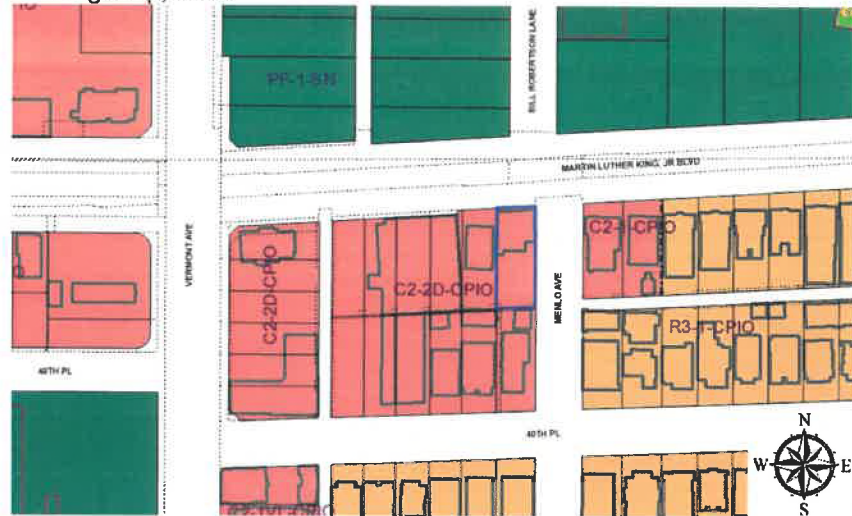 PF-1-SN
BILL ROBERTSON LANE
MARTIN LUTHER KING, JR BLVD
VERMONT AVE
C2-2D-CPIO
C2-2D-CPIO
C2-1-CPIO
MENLO AVE
R3-1-CPIO
40TH PL
40TH PL
N
W
E
S